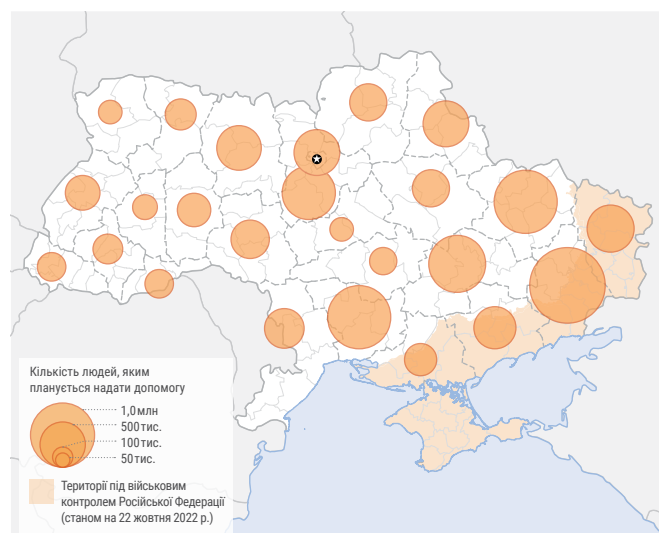 Кількість людей, яким
планується надати допомогу
1,0 млн
500 тис.
100 тис.
50 тис.
Території під військовим
контролем Російської Федерації
(станом на 22 жовтня 2022 р.)